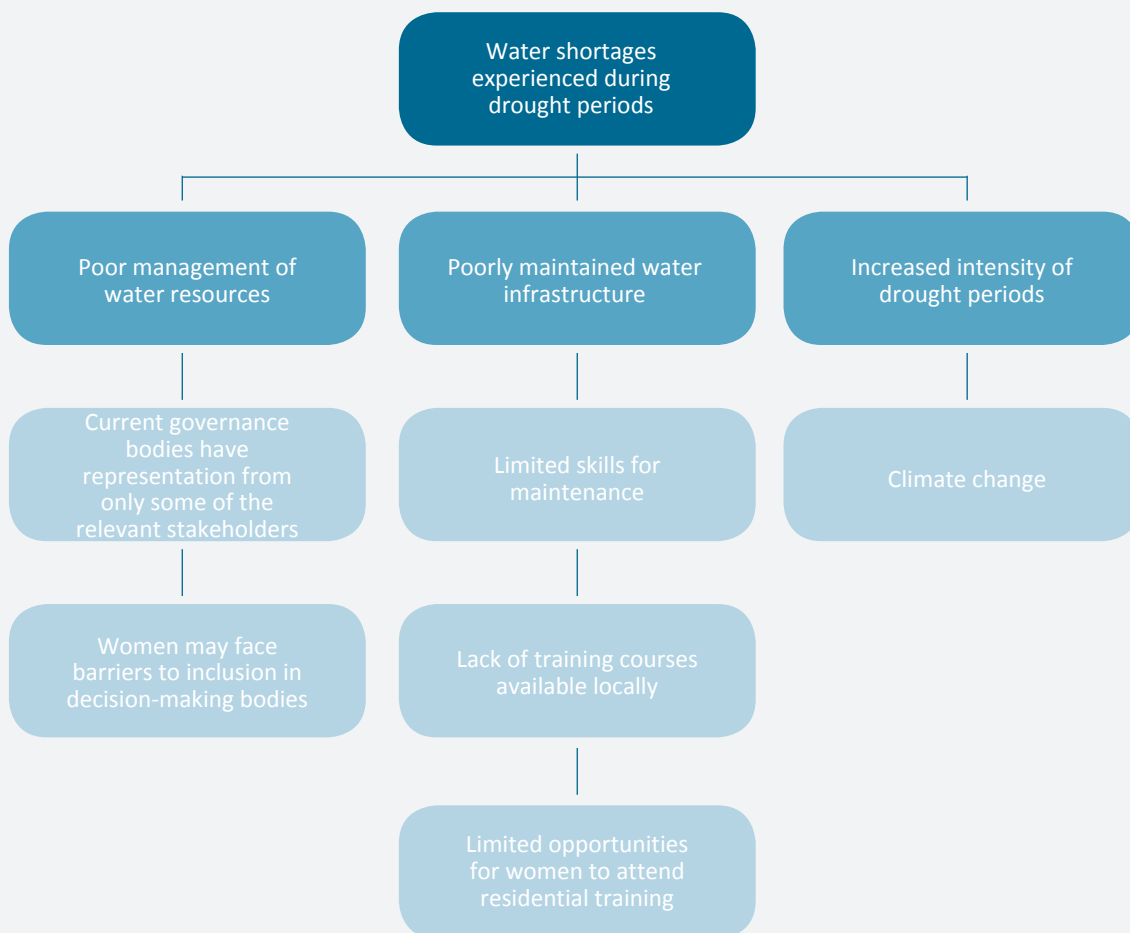 Water shortages
experienced during
drought periods
Poor management of
water resources
Poorly maintained water
infrastructure
Increased intensity of
drought periods
Current governance
bodies have
representation from
only some of the
relevant stakeholders
Limited skills for
maintenance
Climate change
Women may face
barriers to inclusion in
decision-making bodies
Lack of training courses
available locally
Limited opportunities
for women to attend
residential training